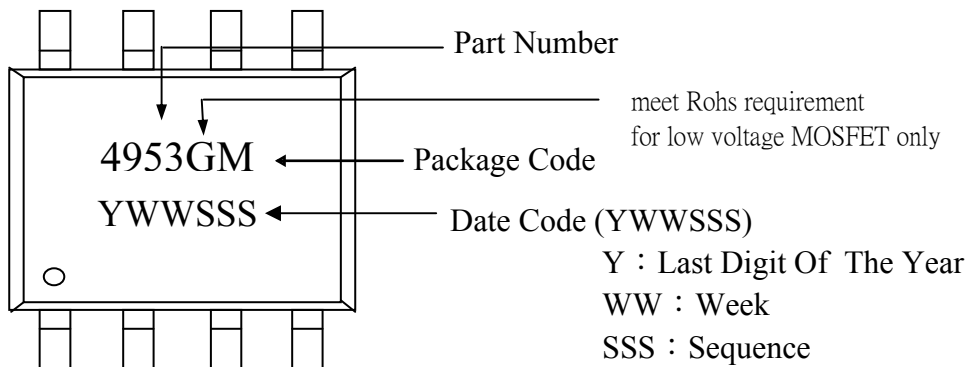 Part Number
meet Rohs requirement
for low voltage MOSFET only
4953GM
Package Code
YWWSSS
Date Code (YWWSSS)
Y：Last Digit Of The Year
WW：Week
SSS：Sequence